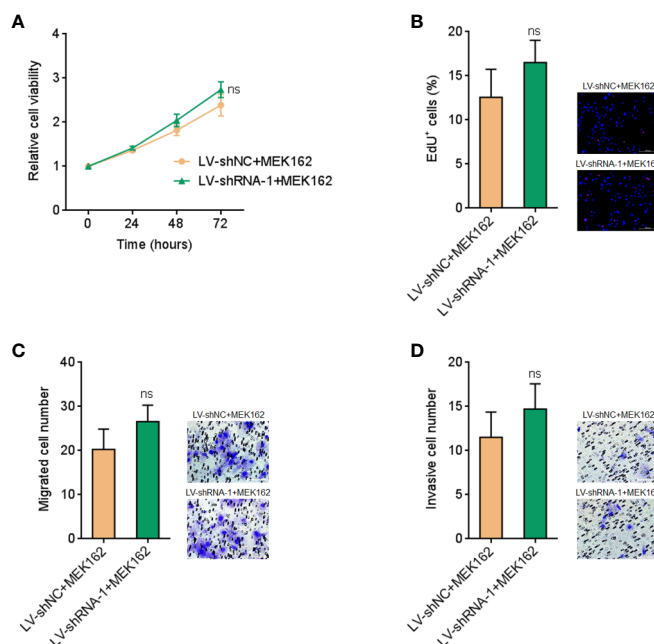 A
Relative cell viability
4
3
2
1
0
0
24
48
72
Time (hours)
ns
LV-shNC+MEK162
LV-shRNA-1+MEK162
B
EdU+ cells (%)
20
15
10
5
0
ns
LV-shNC+MEK162
LV-shRNA-1+MEK162
LV-shNC+MEK162
LV-shRNA-1+MEK16
C
Migrated cell number
40
30
20
10
0
ns
LV-shNC+MEK162
LV-shRNA-1+MEK162
LV-shNC+MEK162
LV-shRNA-1+MEK162
D
Invasive cell number
20
15
10
5
0
ns
LV-shNC+MEK162
LV-shRNA-1+MEK162
LV-shNC+MEK162
LV-shRNA-1+MEK16